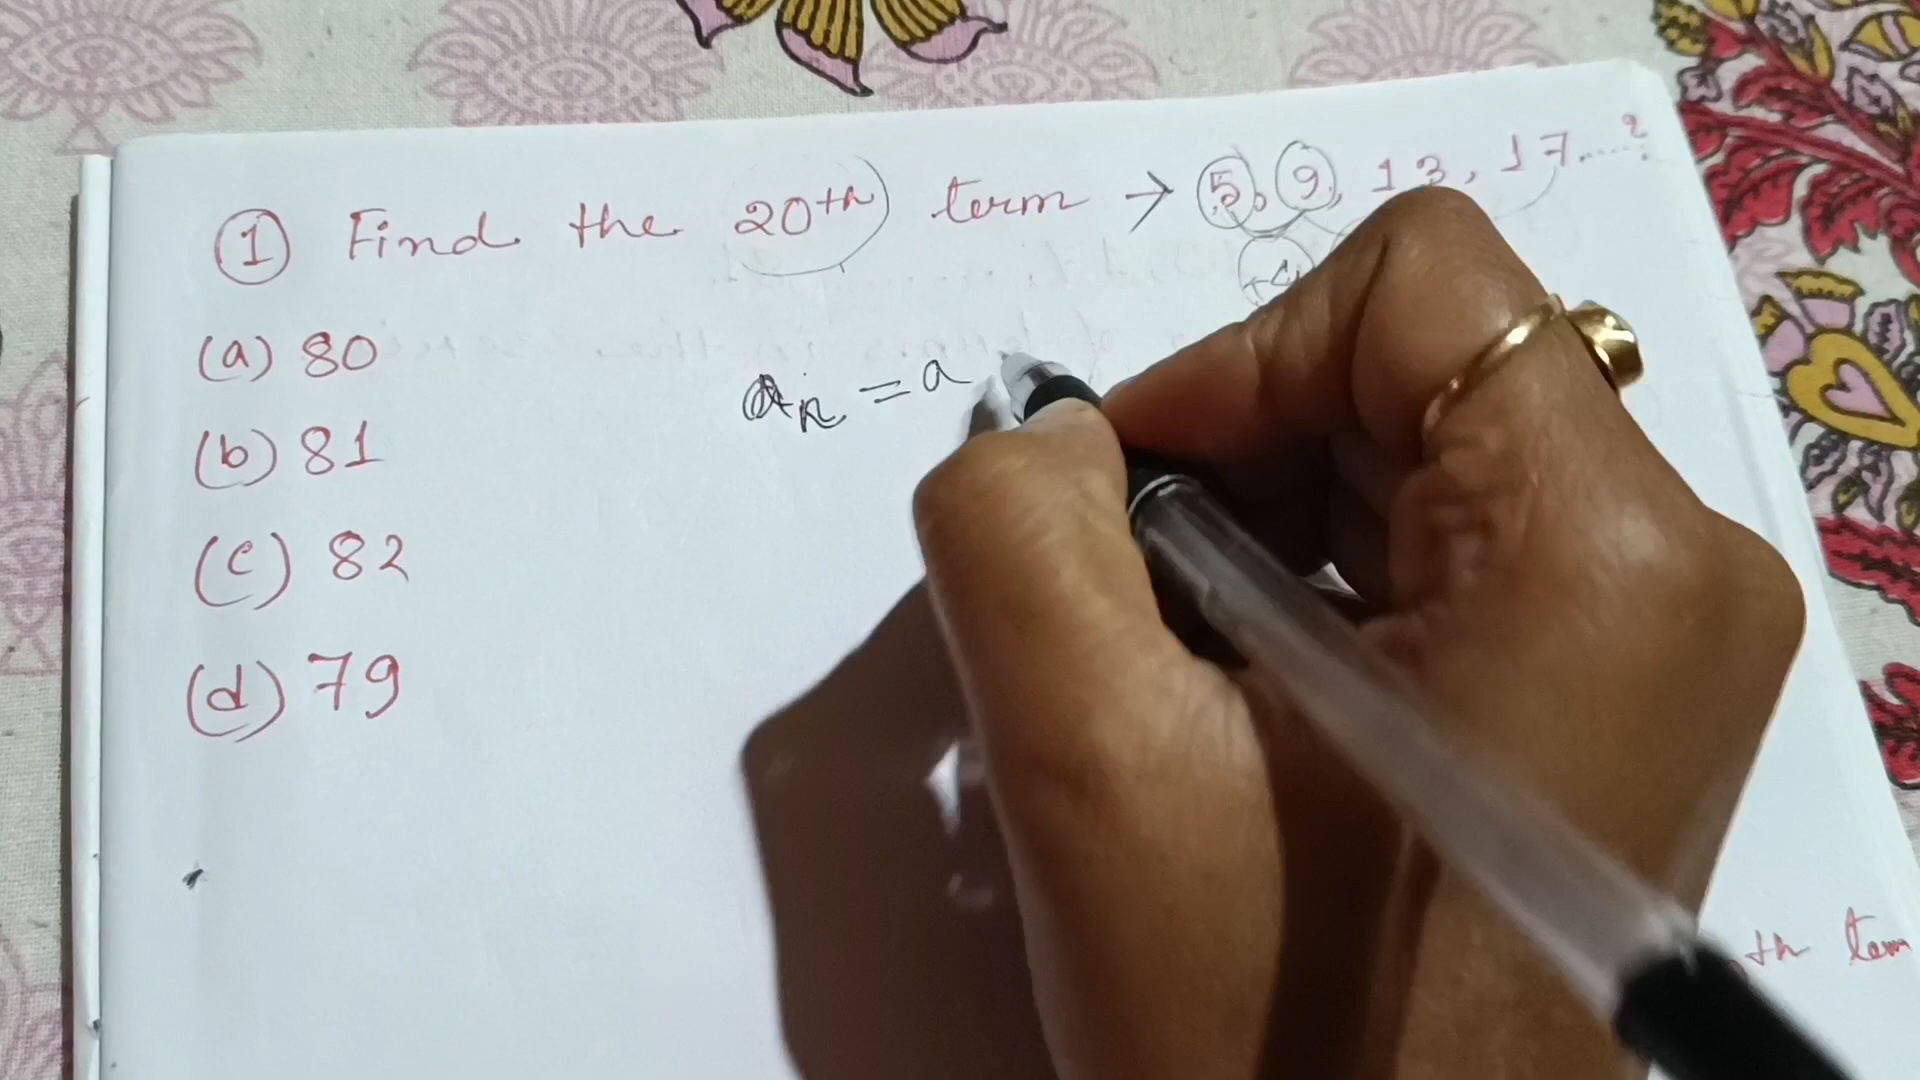 ① Find the 20th term → 5, 9, 13, 17.....?
+4
(a) 80
an = a
(b) 81
(c) 82
(d) 79
th term